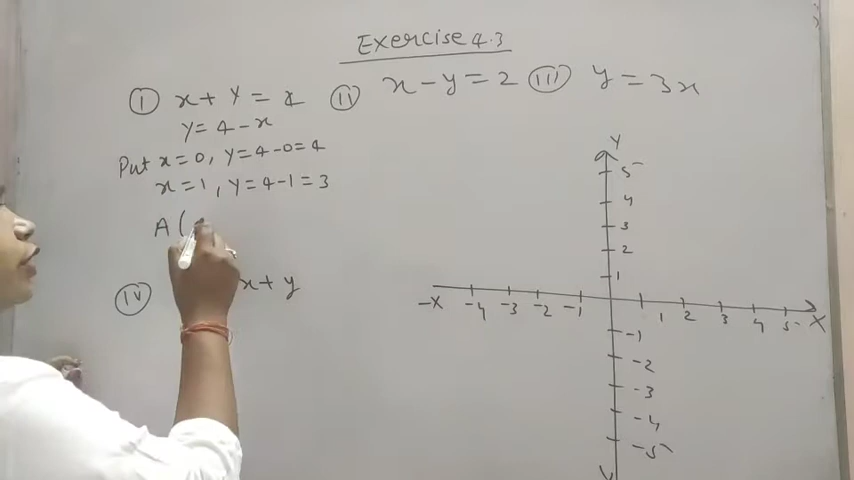 Exercise 4.3
(i) x + y = 4
y = 4 - x
Put x = 0, y = 4 - 0 = 4
x = 1, y = 4 - 1 = 3
A (
(ii) x - y = 2
(iii) y = 3x
(iv) x + y
Y
5
4
3
2
1
-X -4 -3 -2 -1 1 2 3 4 5 X
-1
-2
-3
-4
-5